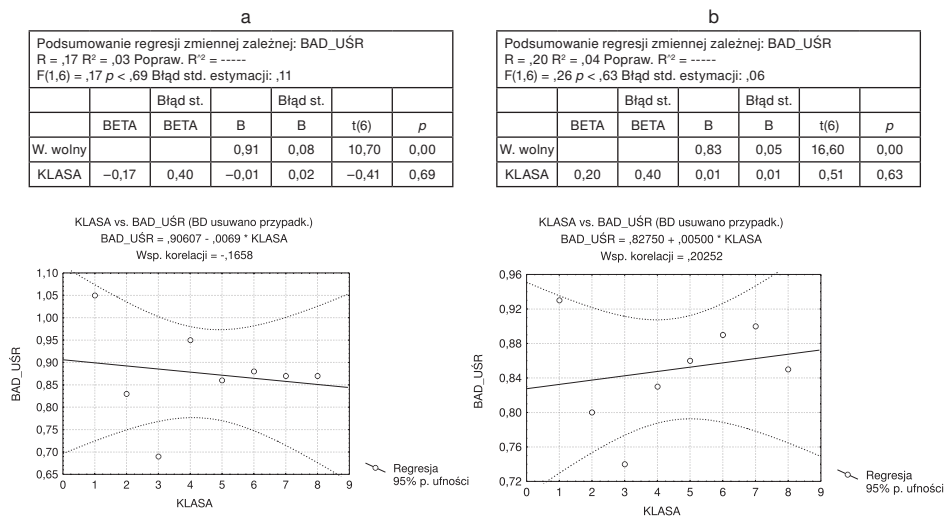 a
Podsumowanie regresji zmiennej zależnej: BAD_UŚR
R = ,17 R² = ,03 Popraw. R^² = -----
F(1,6) = ,17 p < ,69 Błąd std. estymacji: ,11
Błąd st. Błąd st.
BETA BETA B B t(6) p
W. wolny 0,91 0,08 10,70 0,00
KLASA −0,17 0,40 −0,01 0,02 −0,41 0,69
KLASA vs. BAD_UŚR (BD usuwano przypadk.)
BAD_UŚR = ,90607 - ,0069 * KLASA
Wsp. korelacji = -,1658
1,10
1,05
1,00
0,95
0,90
0,85
0,80
0,75
0,70
0,65
BAD_UŚR
0 1 2 3 4 5 6 7 8 9
KLASA
Regresja
95% p. ufności
b
Podsumowanie regresji zmiennej zależnej: BAD_UŚR
R = ,20 R² = ,04 Popraw. R^² = -----
F(1,6) = ,26 p < ,63 Błąd std. estymacji: ,06
Błąd st. Błąd st.
BETA BETA B B t(6) p
W. wolny 0,83 0,05 16,60 0,00
KLASA 0,20 0,40 0,01 0,01 0,51 0,63
KLASA vs. BAD_UŚR (BD usuwano przypadk.)
BAD_UŚR = ,82750 + ,00500 * KLASA
Wsp. korelacji = ,20252
0,96
0,92
0,88
0,84
0,80
0,76
0,72
BAD_UŚR
0 1 2 3 4 5 6 7 8 9
KLASA
Regresja
95% p. ufności